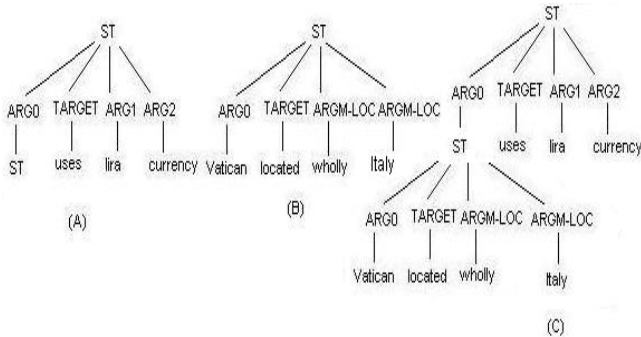 ST
ARG0 TARGET ARG1 ARG2
ST uses lira currency
(A)
ST
ARG0 TARGET ARGM-LOC ARGM-LOC
Vatican located wholly Italy
(B)
ST
ARG0 TARGET ARG1 ARG2
ST uses lira currency
ARG0 TARGET ARGM-LOC ARGM-LOC
Vatican located wholly Italy
(C)